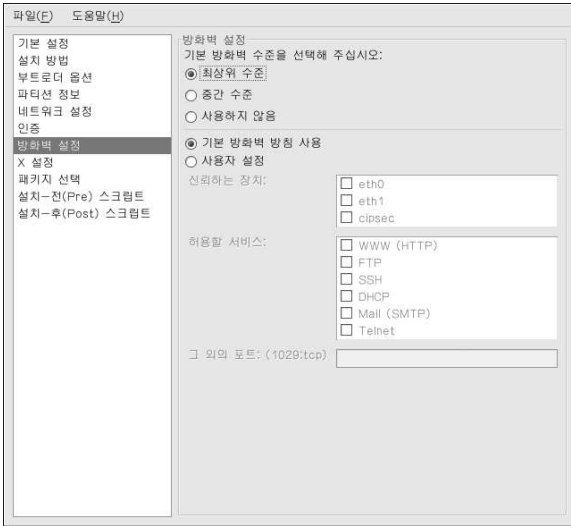 파일(F) 도움말(H)
기본 설정
설치 방법
부트로더 옵션
파티션 정보
네트워크 설정
인증
방화벽 설정
X 설정
패키지 선택
설치-전(Pre) 스크립트
설치-후(Post) 스크립트
방화벽 설정
기본 방화벽 수준을 선택해 주십시오:
최상위 수준
중간 수준
사용하지 않음
기본 방화벽 방침 사용
사용자 설정
신뢰하는 장치:
eth0
eth1
cipsec
허용할 서비스:
WWW (HTTP)
FTP
SSH
DHCP
Mail (SMTP)
Telnet
그 외의 포트: (1029:tcp)